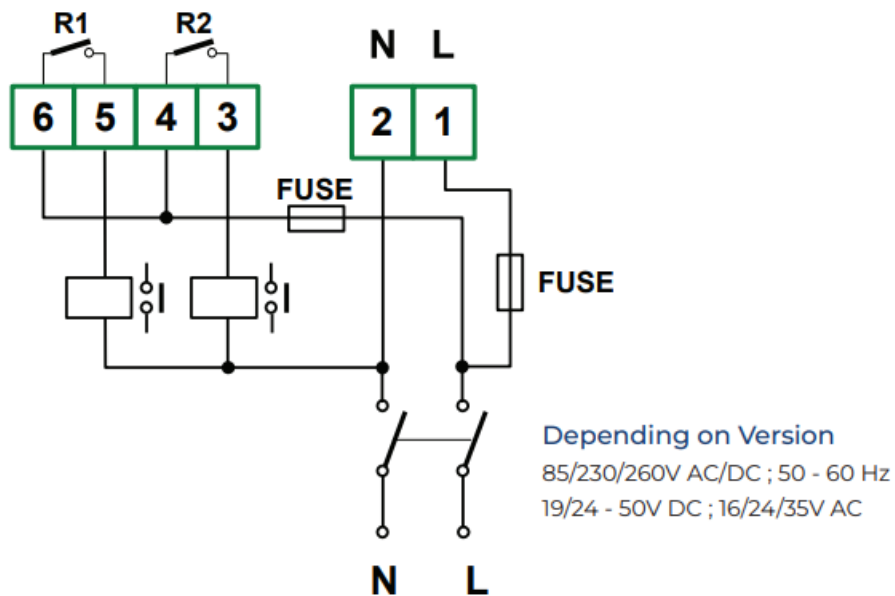 R1 R2
N L
6 5 4 3 2 1
FUSE
FUSE
Depending on Version
85/230/260V AC/DC ; 50 - 60 Hz
19/24 - 50V DC ; 16/24/35V AC
N L